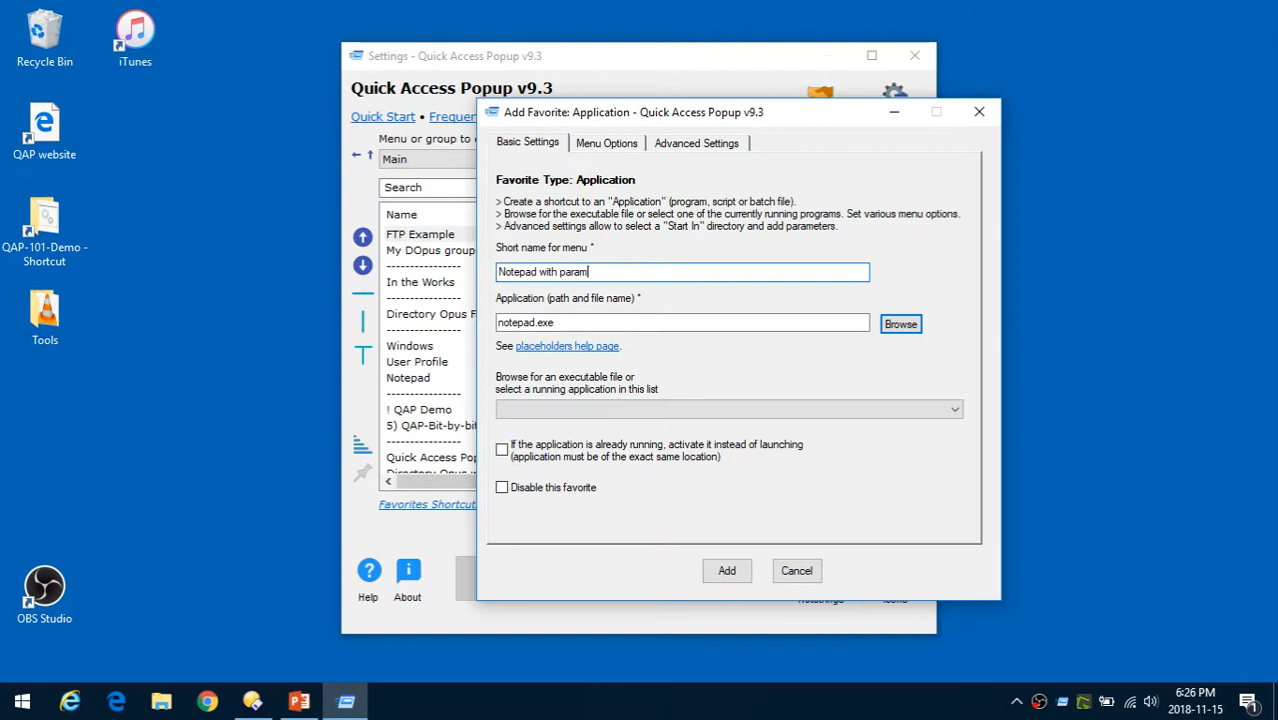 Recycle Bin
iTunes
QAP website
QAP-101-Demo -
Shortcut
Tools
OBS Studio
Settings - Quick Access Popup v9.3
Quick Access Popup v9.3
Quick Start • Frequen
Menu or group to e
Main
Search
Name
FTP Example
My DOpus group
----------------
In the Works
----------------
Directory Opus F
----------------
Windows
User Profile
Notepad
----------------
! QAP Demo
5) QAP-Bit-by-bit
----------------
Quick Access Pop
Favorites Shortcut
Help
About
Add Favorite: Application - Quick Access Popup v9.3
Basic Settings
Menu Options
Advanced Settings
Favorite Type: Application
> Create a shortcut to an "Application" (program, script or batch file).
> Browse for the executable file or select one of the currently running programs. Set various menu options.
> Advanced settings allow to select a "Start In" directory and add parameters.
Short name for menu *
Notepad with param
Application (path and file name) *
notepad.exe
Browse
See placeholders help page.
Browse for an executable file or
select a running application in this list
If the application is already running, activate it instead of launching
(application must be of the exact same location)
Disable this favorite
Add
Cancel
6:26 PM
2018-11-15
1